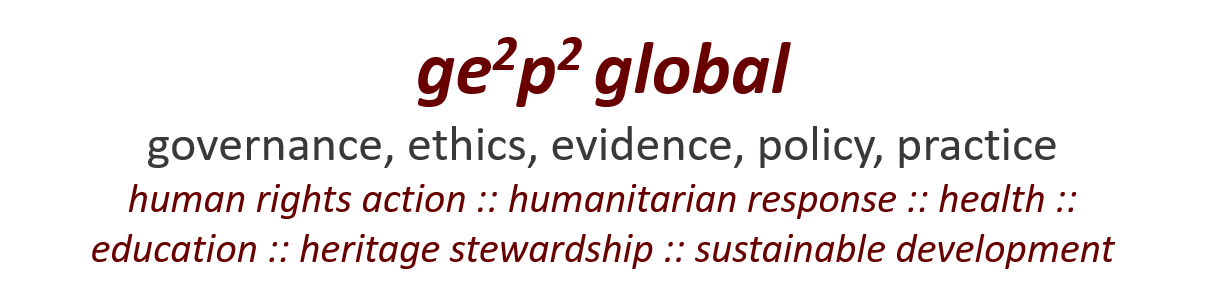 ge²p² global
governance, ethics, evidence, policy, practice
human rights action :: humanitarian response :: health ::
education :: heritage stewardship :: sustainable development